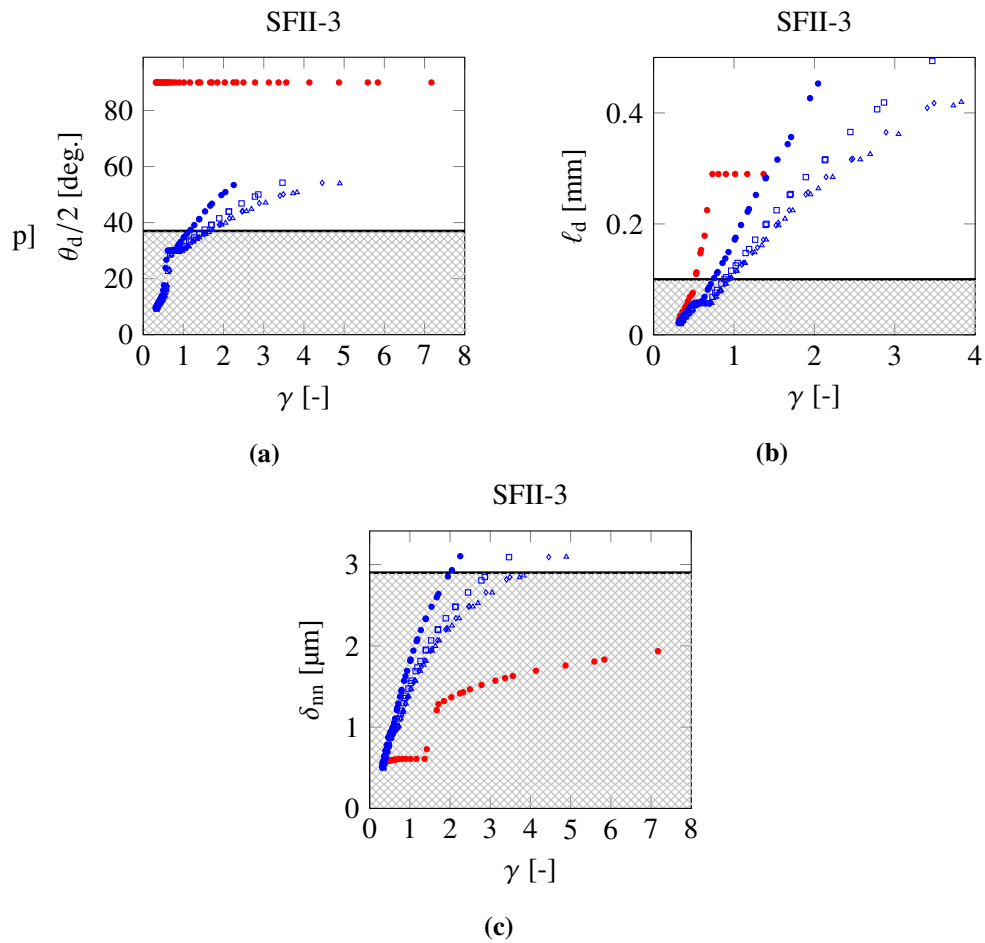 SFII-3
p]
θd/2 [deg.]
80
60
40
20
0
0 1 2 3 4 5 6 7 8
γ [-]
(a)
SFII-3
ℓd [mm]
0.4
0.2
0
0 1 2 3 4
γ [-]
(b)
SFII-3
δnn [µm]
3
2
1
0
0 1 2 3 4 5 6 7 8
γ [-]
(c)